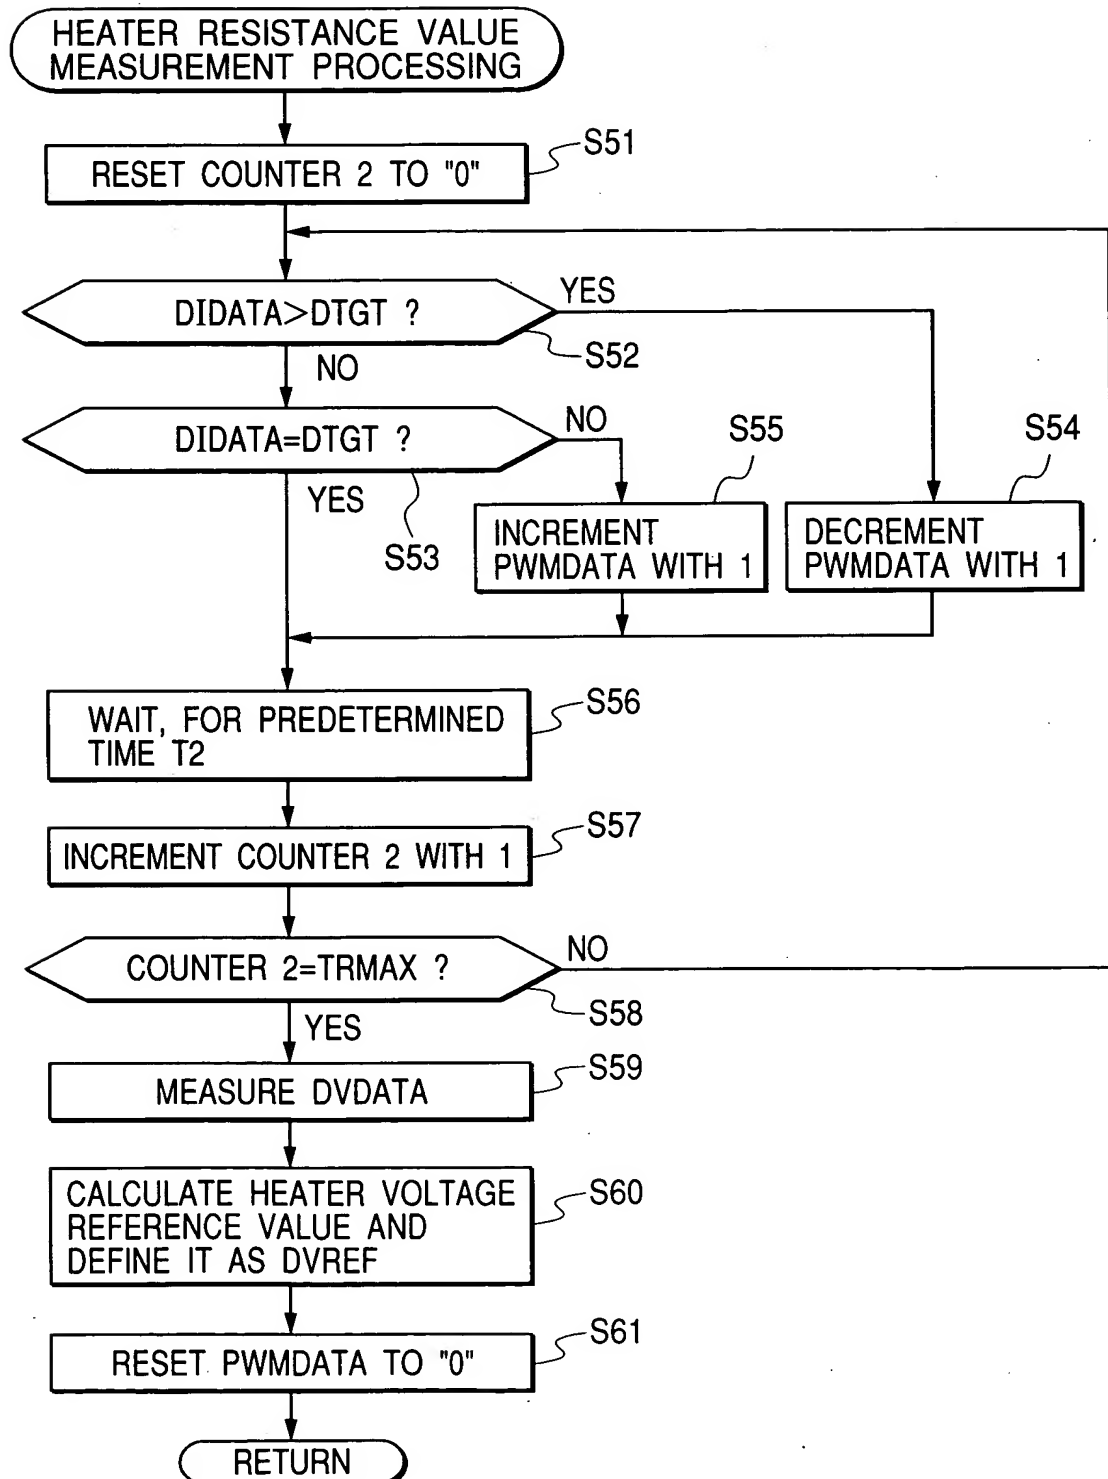 HEATER RESISTANCE VALUE
MEASUREMENT PROCESSING
S51
RESET COUNTER 2 TO "0"
DIDATA>DTGT ?
YES
S52
NO
DIDATA=DTGT ?
NO
S55
S54
YES
S53
INCREMENT
PWMDATA WITH 1
DECREMENT
PWMDATA WITH 1
S56
WAIT, FOR PREDETERMINED
TIME T2
S57
INCREMENT COUNTER 2 WITH 1
COUNTER 2=TRMAX ?
NO
S58
YES
S59
MEASURE DVDATA
S60
CALCULATE HEATER VOLTAGE
REFERENCE VALUE AND
DEFINE IT AS DVREF
S61
RESET PWMDATA TO "0"
RETURN